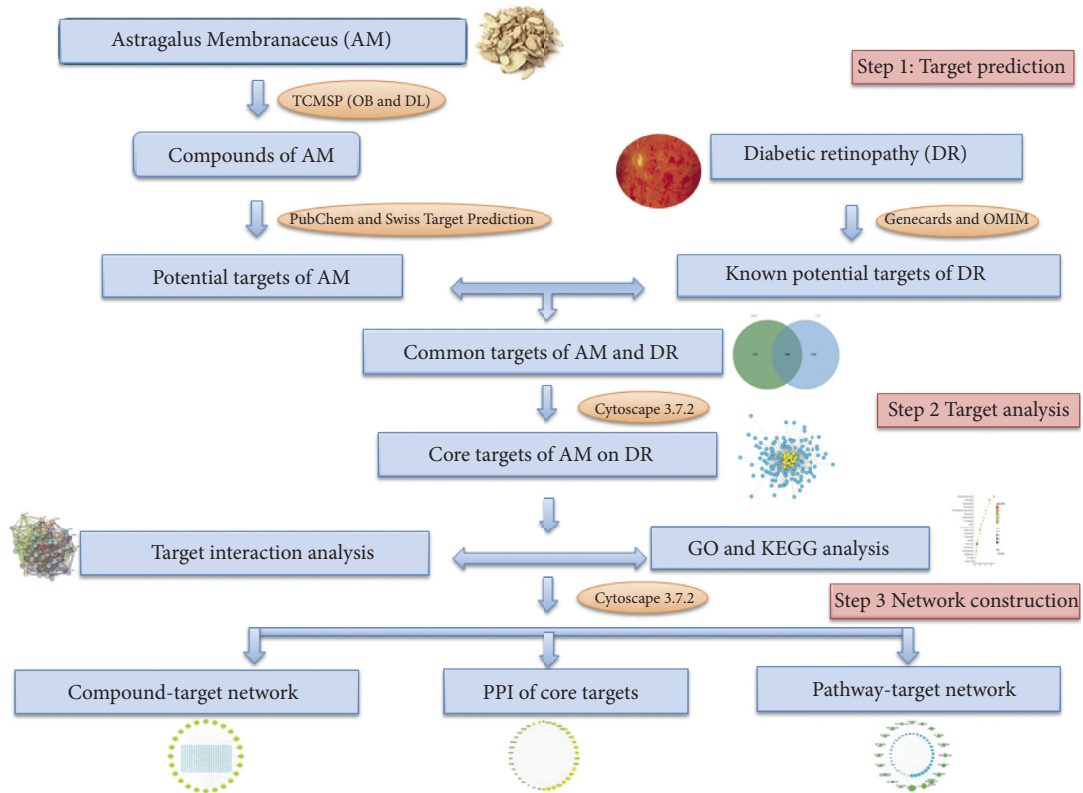 Astragalus Membranaceus (AM)
Step 1: Target prediction
TCMSP (OB and DL)
Compounds of AM
Diabetic retinopathy (DR)
PubChem and Swiss Target Prediction
Genecards and OMIM
Potential targets of AM
Known potential targets of DR
Common targets of AM and DR
Cytoscape 3.7.2
Step 2 Target analysis
Core targets of AM on DR
Target interaction analysis
GO and KEGG analysis
Cytoscape 3.7.2
Step 3 Network construction
Compound-target network
PPI of core targets
Pathway-target network